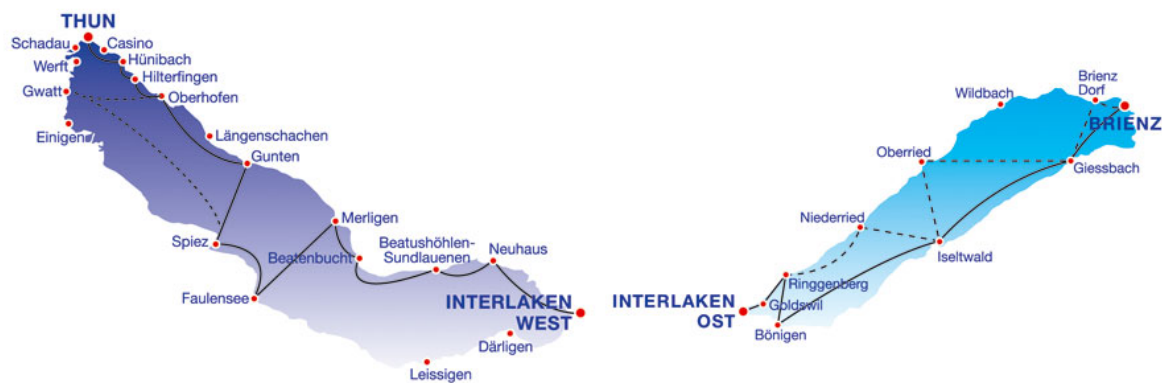 THUN
Schadau
Casino
Werft
Hünibach
Hilterfingen
Gwatt
Oberhofen
Einigen
Längenschachen
Gunten
Merligen
Spiez
Beatenbucht
Beatushöhlen-
Sundlauenen
Neuhaus
Faulensee
INTERLAKEN
WEST
Därligen
Leissigen
Brienz
Dorf
Wildbach
BRIENZ
Oberried
Giessbach
Niederried
Iseltwald
Ringgenberg
INTERLAKEN
OST
Goldswil
Bönigen